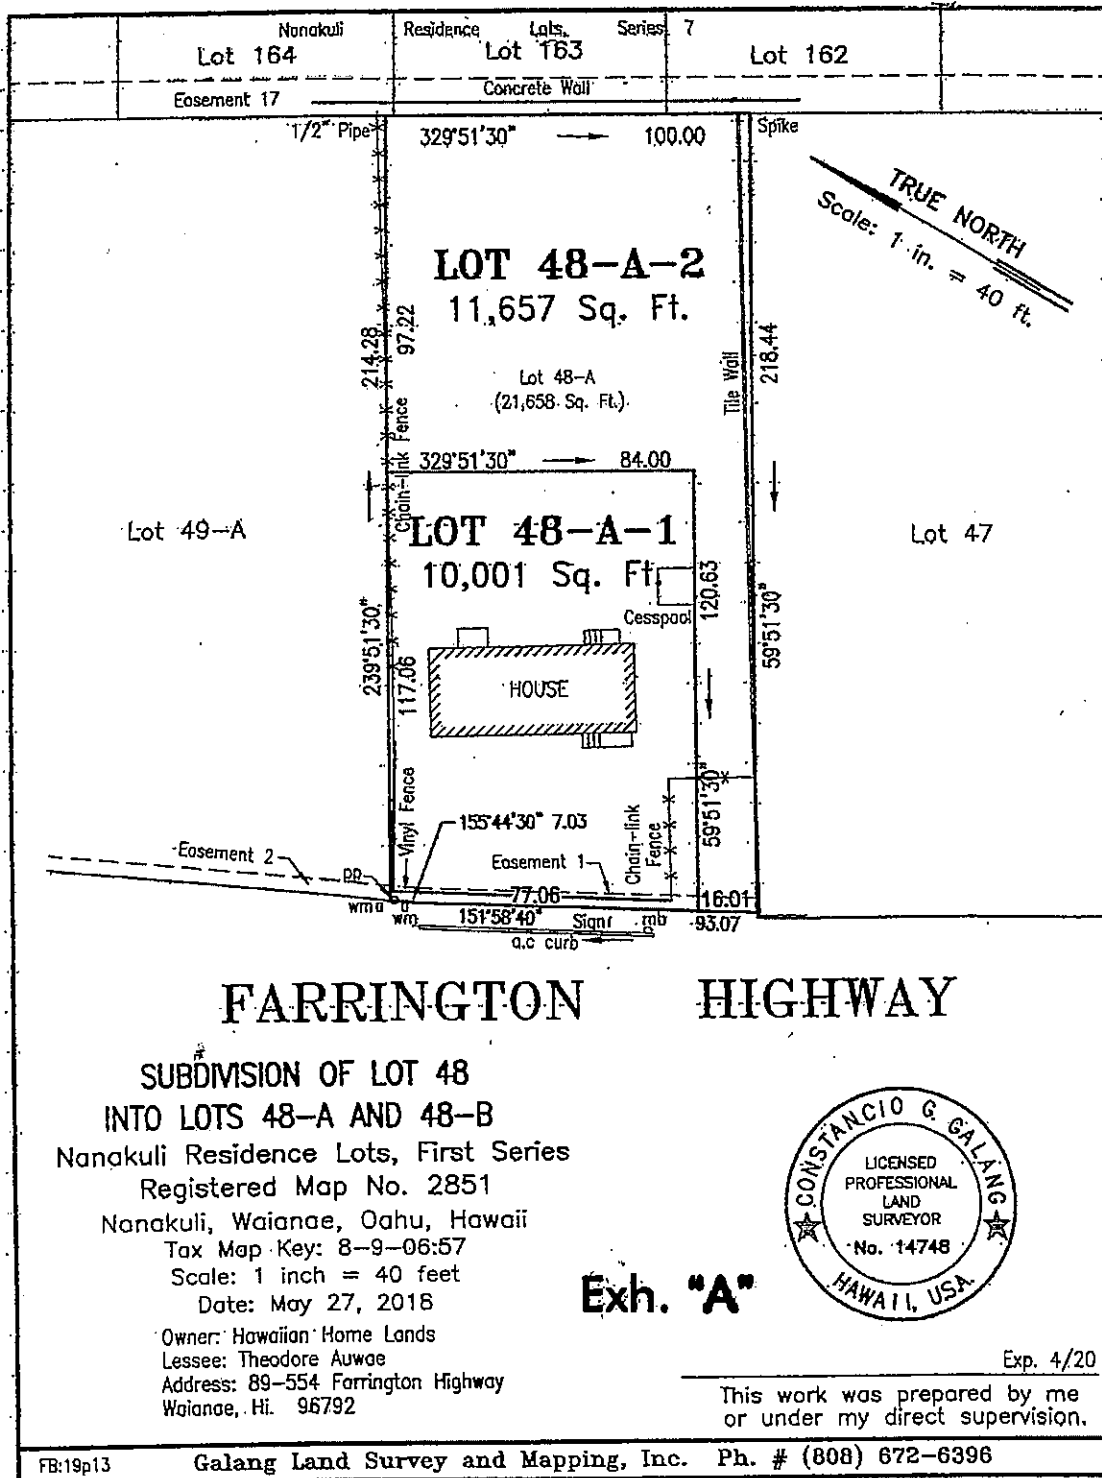 Nanakuli Residence Lots, Series 7
Lot 164
Lot 163
Lot 162
Easement 17
Concrete Wall
1/2" Pipe
329°51'30" 100.00
Spike
TRUE NORTH
Scale: 1 in. = 40 ft.
LOT 48-A-2
11,657 Sq. Ft.
214.28
97.22
Lot 48-A
(21,658 Sq. Ft.)
Tile Wall
218.44
Chain-link Fence
329°51'30" 84.00
Lot 49-A
LOT 48-A-1
10,001 Sq. Ft.
Lot 47
Cesspool
120.63
59°51'30"
239°51'30"
117.06
HOUSE
59°51'30"
Vinyl Fence
155°44'30" 7.03
Chain-link
Fence
Easement 2
Easement 1
pp
wm
wm
77.06
16.01
151°58'40"
Sign
mb
93.07
a.c curb
FARRINGTON HIGHWAY
SUBDIVISION OF LOT 48
INTO LOTS 48-A AND 48-B
Nanakuli Residence Lots, First Series
Registered Map No. 2851
Nanakuli, Waianae, Oahu, Hawaii
Tax Map Key: 8-9-06:57
Scale: 1 inch = 40 feet
Date: May 27, 2018
Owner: Hawaiian Home Lands
Lessee: Theodore Auwae
Address: 89-554 Farrington Highway
Waianae, Hi. 96792
Exh. "A"
CONSTANCIO G. GALANG
LICENSED
PROFESSIONAL
LAND
SURVEYOR
No. 14748
HAWAII, USA
Exp. 4/20
This work was prepared by me
or under my direct supervision.
FB:19p13
Galang Land Survey and Mapping, Inc. Ph. # (808) 672-6396